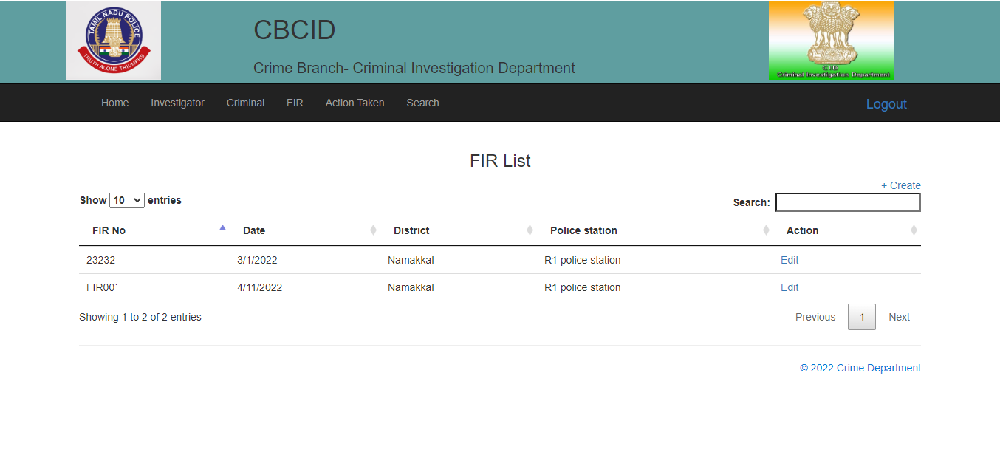 TAMIL NADU POLICE
TRUTH ALONE TRIUMPHS
CBCID
Crime Branch- Criminal Investigation Department
CID
Criminal Investigation Department
Home Investigator Criminal FIR Action Taken Search Logout
FIR List
+ Create
Show 10 entries Search:
FIR No Date District Police station Action
23232 3/1/2022 Namakkal R1 police station Edit
FIR00` 4/11/2022 Namakkal R1 police station Edit
Showing 1 to 2 of 2 entries Previous 1 Next
© 2022 Crime Department